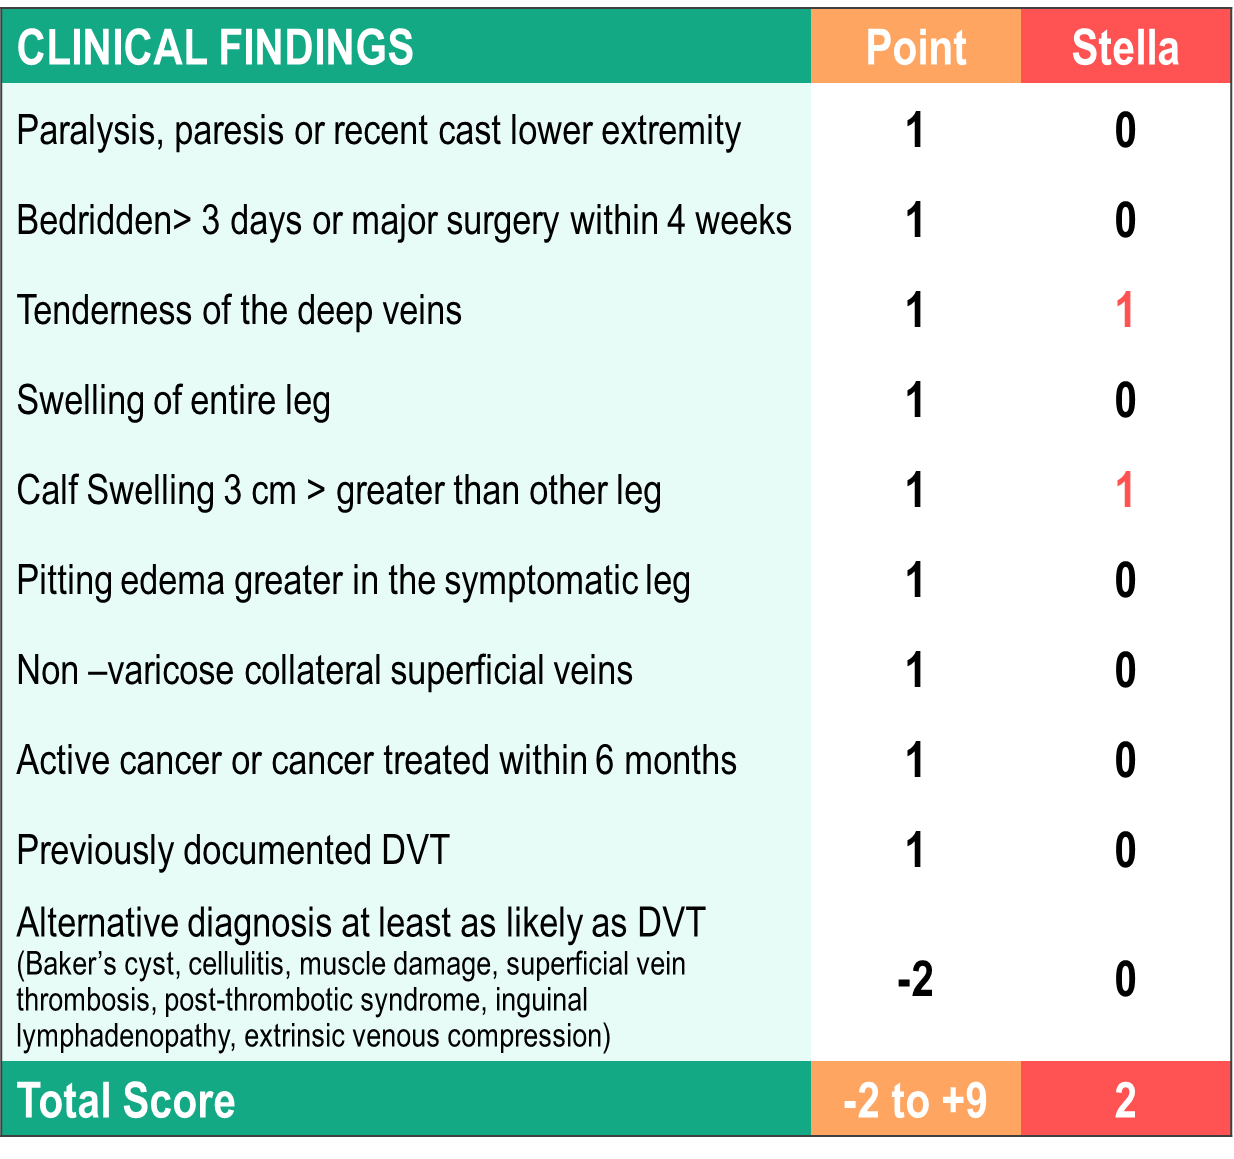 CLINICAL FINDINGS Point Stella
Paralysis, paresis or recent cast lower extremity 1 0
Bedridden> 3 days or major surgery within 4 weeks 1 0
Tenderness of the deep veins 1 1
Swelling of entire leg 1 0
Calf Swelling 3 cm > greater than other leg 1 1
Pitting edema greater in the symptomatic leg 1 0
Non –varicose collateral superficial veins 1 0
Active cancer or cancer treated within 6 months 1 0
Previously documented DVT 1 0
Alternative diagnosis at least as likely as DVT
(Baker’s cyst, cellulitis, muscle damage, superficial vein
thrombosis, post-thrombotic syndrome, inguinal
lymphadenopathy, extrinsic venous compression)
-2 0
Total Score -2 to +9 2